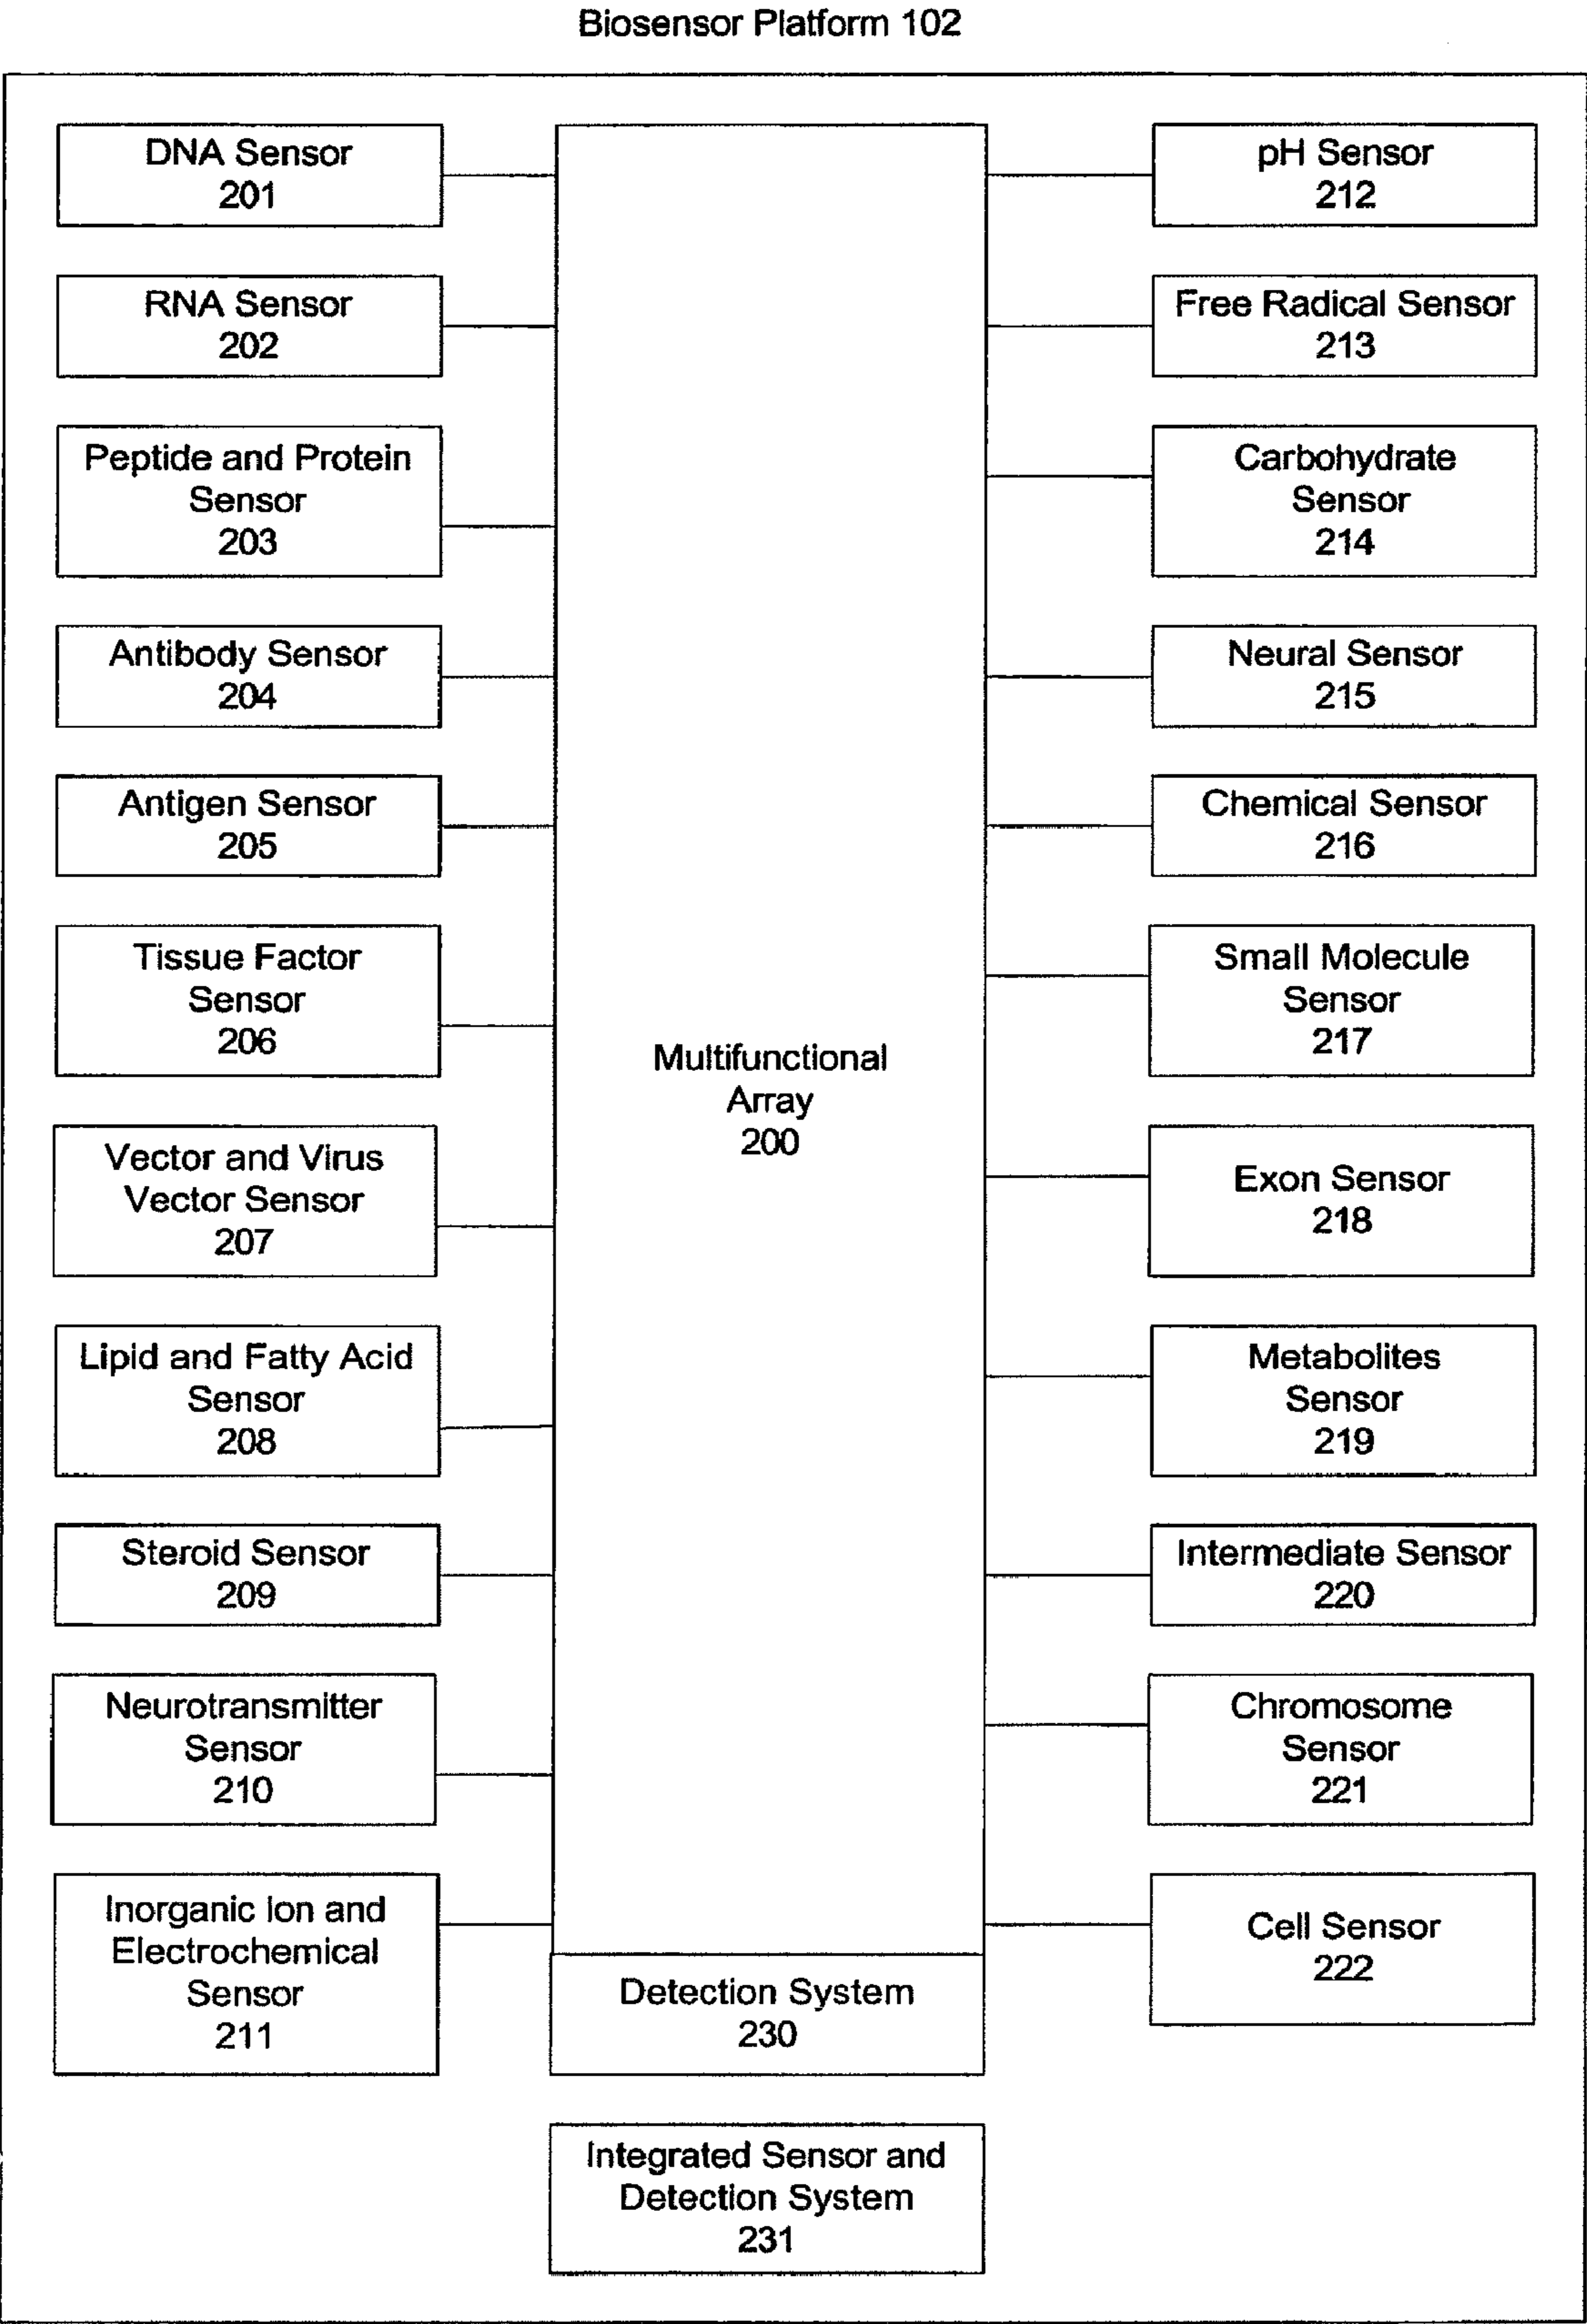 Biosensor Platform 102
DNA Sensor
201
RNA Sensor
202
Peptide and Protein
Sensor
203
Antibody Sensor
204
Antigen Sensor
205
Tissue Factor
Sensor
206
Vector and Virus
Vector Sensor
207
Lipid and Fatty Acid
Sensor
208
Steroid Sensor
209
Neurotransmitter
Sensor
210
Inorganic Ion and
Electrochemical
Sensor
211
Multifunctional
Array
200
Detection System
230
Integrated Sensor and
Detection System
231
pH Sensor
212
Free Radical Sensor
213
Carbohydrate
Sensor
214
Neural Sensor
215
Chemical Sensor
216
Small Molecule
Sensor
217
Exon Sensor
218
Metabolites
Sensor
219
Intermediate Sensor
220
Chromosome
Sensor
221
Cell Sensor
222